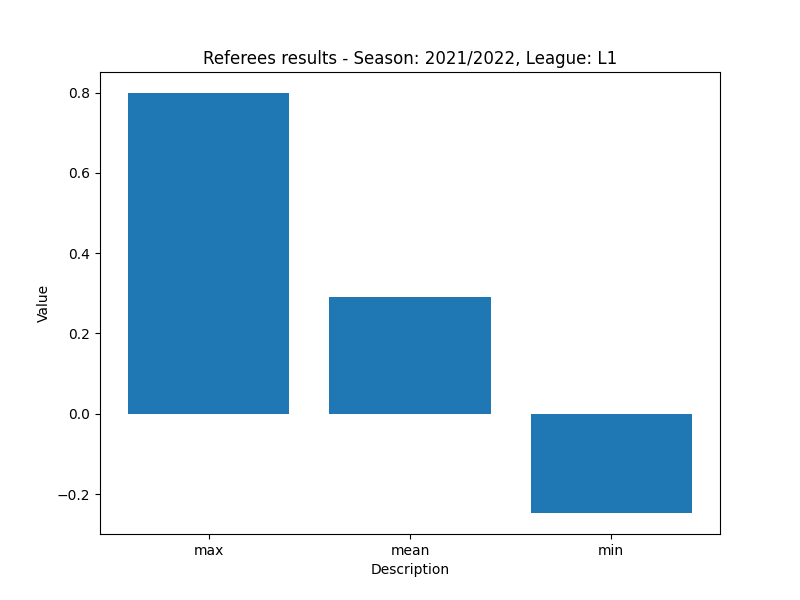 Referees results - Season: 2021/2022, League: L1
Value
0.8
0.6
0.4
0.2
0.0
−0.2
max mean min
Description